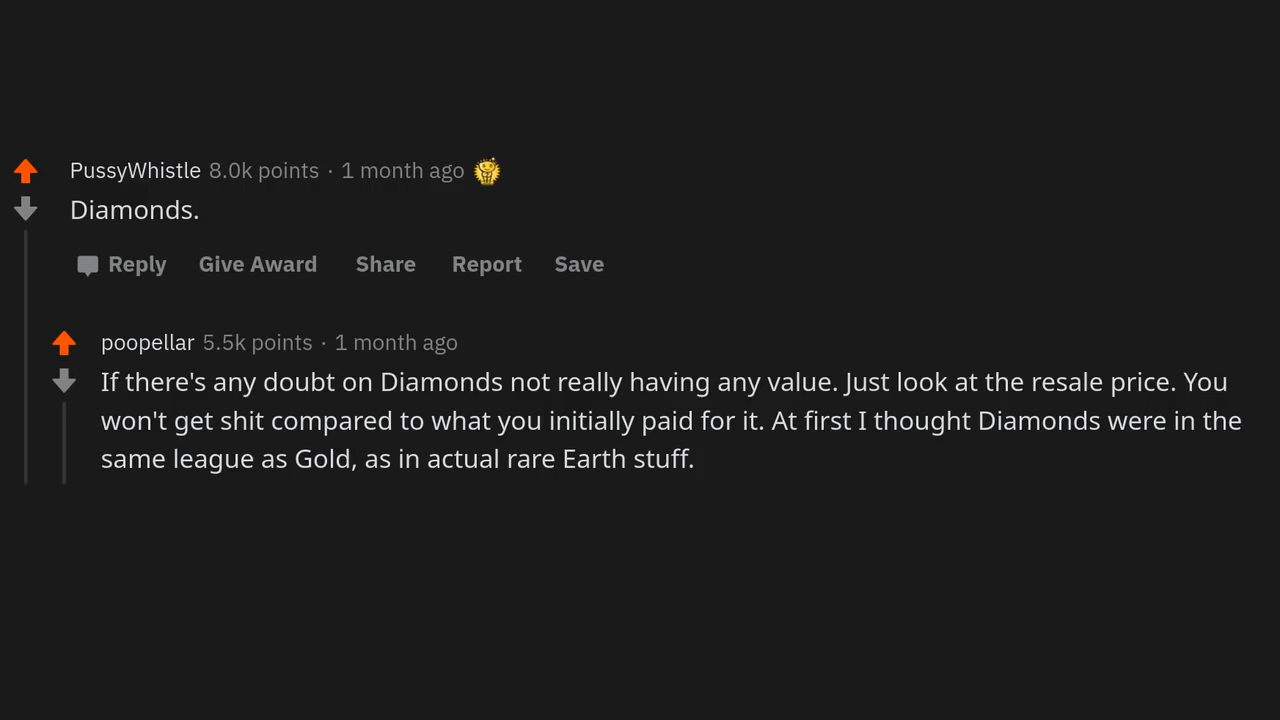 PussyWhistle 8.0k points · 1 month ago
Diamonds.
Reply Give Award Share Report Save
poopellar 5.5k points · 1 month ago
If there's any doubt on Diamonds not really having any value. Just look at the resale price. You
won't get shit compared to what you initially paid for it. At first I thought Diamonds were in the
same league as Gold, as in actual rare Earth stuff.